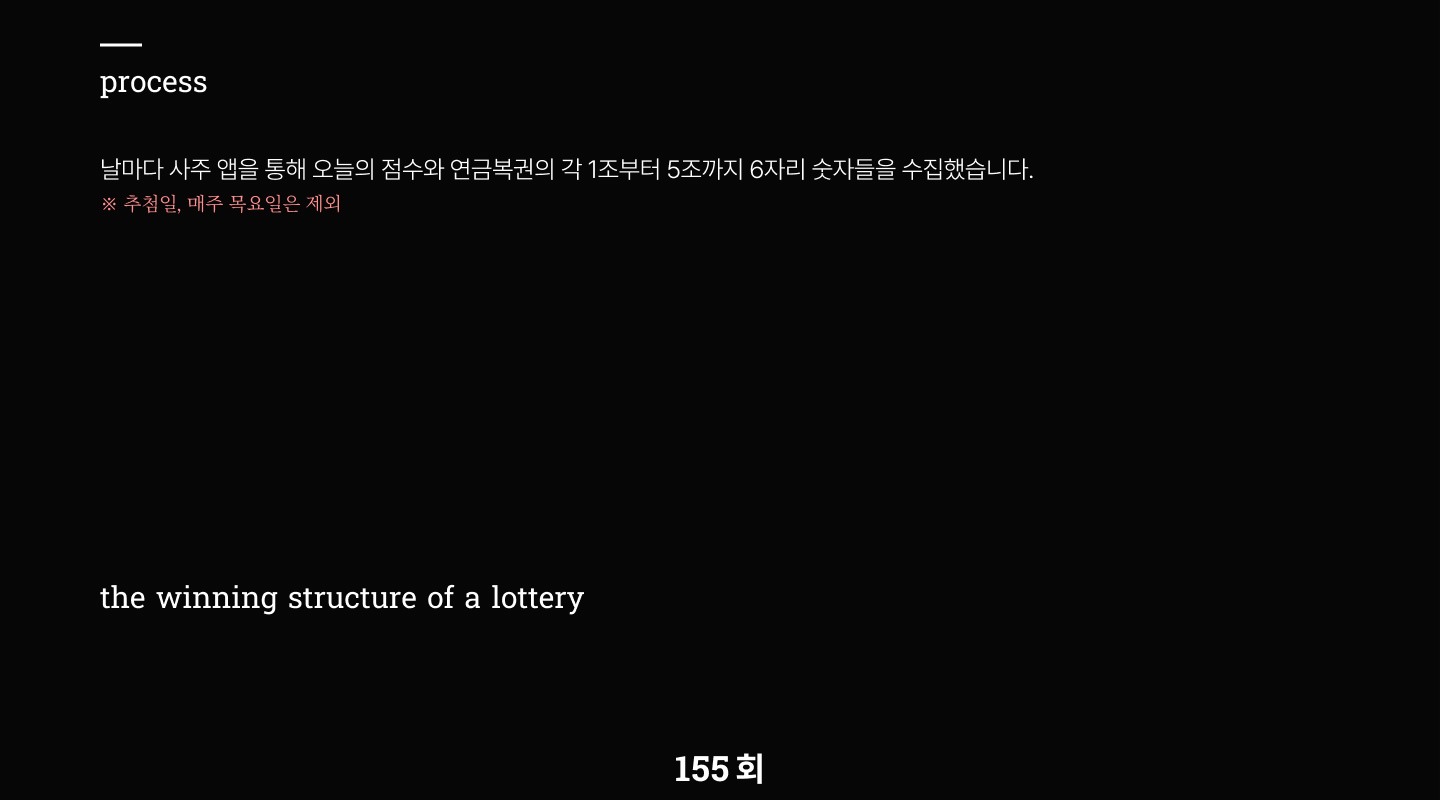 process
날마다 사주 앱을 통해 오늘의 점수와 연금복권의 각 1조부터 5조까지 6자리 숫자들을 수집했습니다.
※ 추첨일, 매주 목요일은 제외
the winning structure of a lottery
155 회